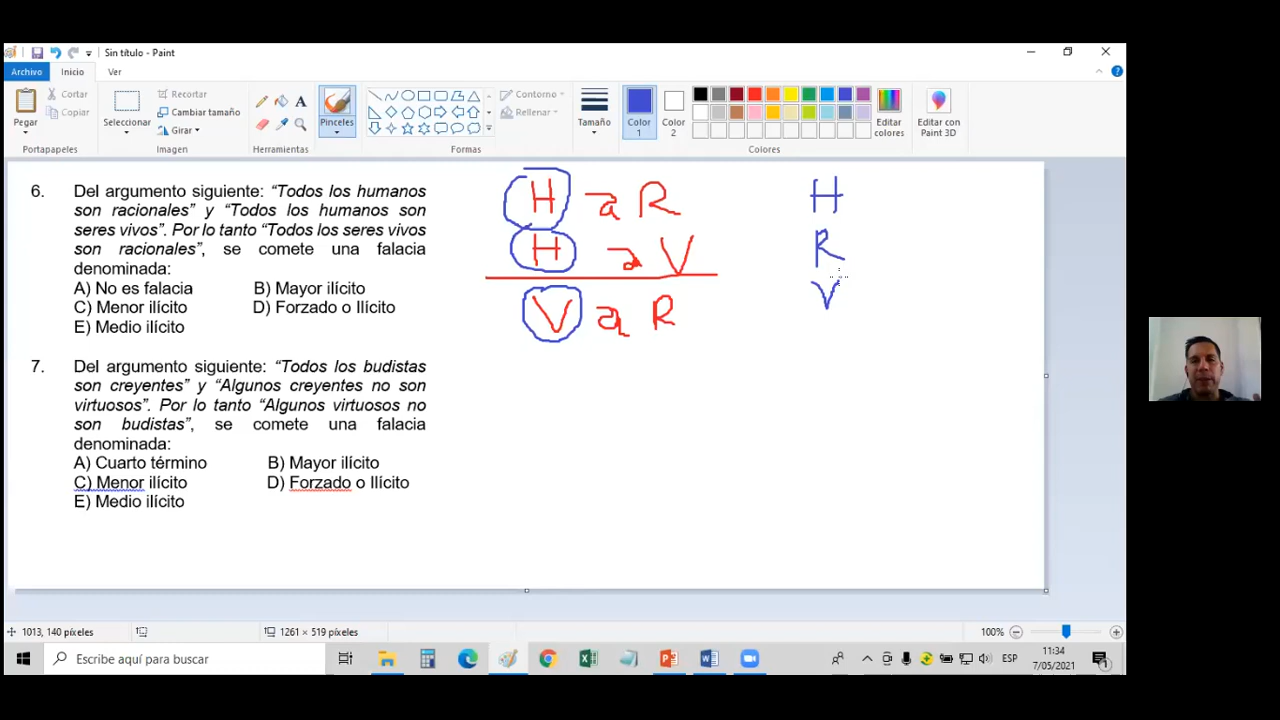 Sin título - Paint
Archivo Inicio Ver
Pegar
Cortar
Copiar
Portapapeles
Seleccionar
Recortar
Cambiar tamaño
Girar
Imagen
A
Herramientas
Pinceles
Formas
Contorno
Rellenar
Tamaño
Color 1
Color 2
Colores
Editar colores
Editar con Paint 3D
6. Del argumento siguiente: “Todos los humanos
son racionales” y “Todos los humanos son
seres vivos”. Por lo tanto “Todos los seres vivos
son racionales”, se comete una falacia
denominada:
A) No es falacia B) Mayor ilícito
C) Menor ilícito D) Forzado o Ilícito
E) Medio ilícito
H a R
H a V
V a R
H
R
V
7. Del argumento siguiente: “Todos los budistas
son creyentes” y “Algunos creyentes no son
virtuosos”. Por lo tanto “Algunos virtuosos no
son budistas”, se comete una falacia
denominada:
A) Cuarto término B) Mayor ilícito
C) Menor ilícito D) Forzado o Ilícito
E) Medio ilícito
1013, 140 píxeles 1261 × 519 píxeles 100%
Escribe aquí para buscar
ESP
11:34
7/05/2021